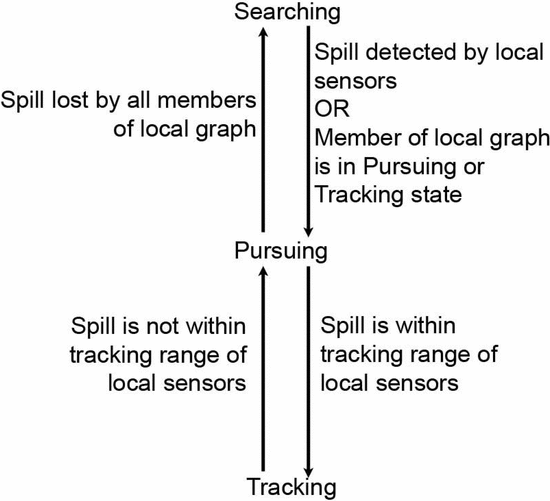 Searching
Spill lost by all members
of local graph
Spill detected by local
sensors
OR
Member of local graph
is in Pursuing or
Tracking state
Pursuing
Spill is not within
tracking range of
local sensors
Spill is within
tracking range of
local sensors
Tracking